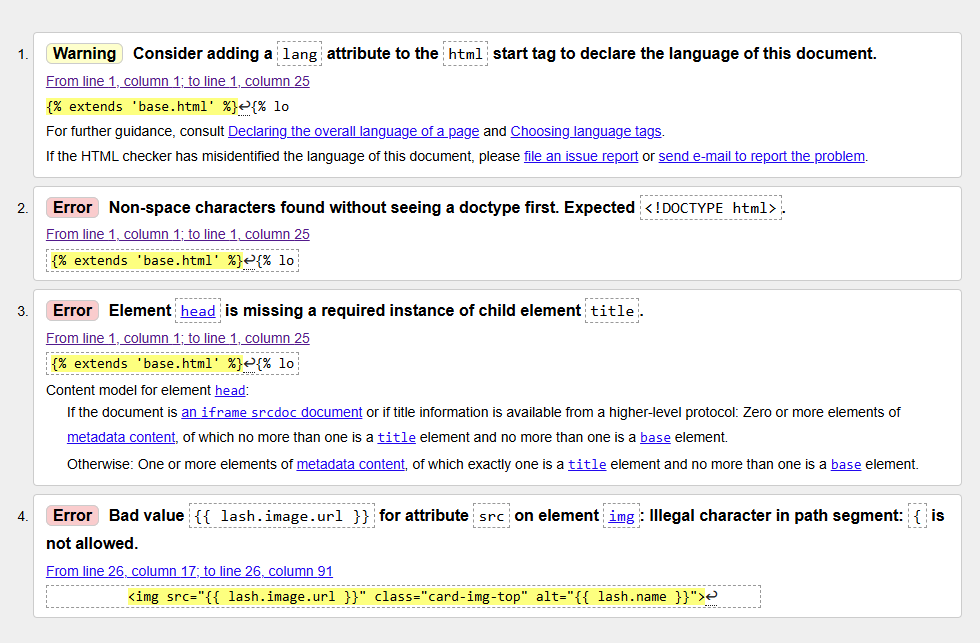 1. Warning Consider adding a lang attribute to the html start tag to declare the language of this document.
From line 1, column 1; to line 1, column 25
{% extends 'base.html' %}↩{% lo
For further guidance, consult Declaring the overall language of a page and Choosing language tags.
If the HTML checker has misidentified the language of this document, please file an issue report or send e-mail to report the problem.
2. Error Non-space characters found without seeing a doctype first. Expected <!DOCTYPE html>.
From line 1, column 1; to line 1, column 25
{% extends 'base.html' %}↩{% lo
3. Error Element head is missing a required instance of child element title.
From line 1, column 1; to line 1, column 25
{% extends 'base.html' %}↩{% lo
Content model for element head:
If the document is an iframe srcdoc document or if title information is available from a higher-level protocol: Zero or more elements of
metadata content, of which no more than one is a title element and no more than one is a base element.
Otherwise: One or more elements of metadata content, of which exactly one is a title element and no more than one is a base element.
4. Error Bad value {{ lash.image.url }} for attribute src on element img: Illegal character in path segment: { is
not allowed.
From line 26, column 17; to line 26, column 91
<img src="{{ lash.image.url }}" class="card-img-top" alt="{{ lash.name }}">↩